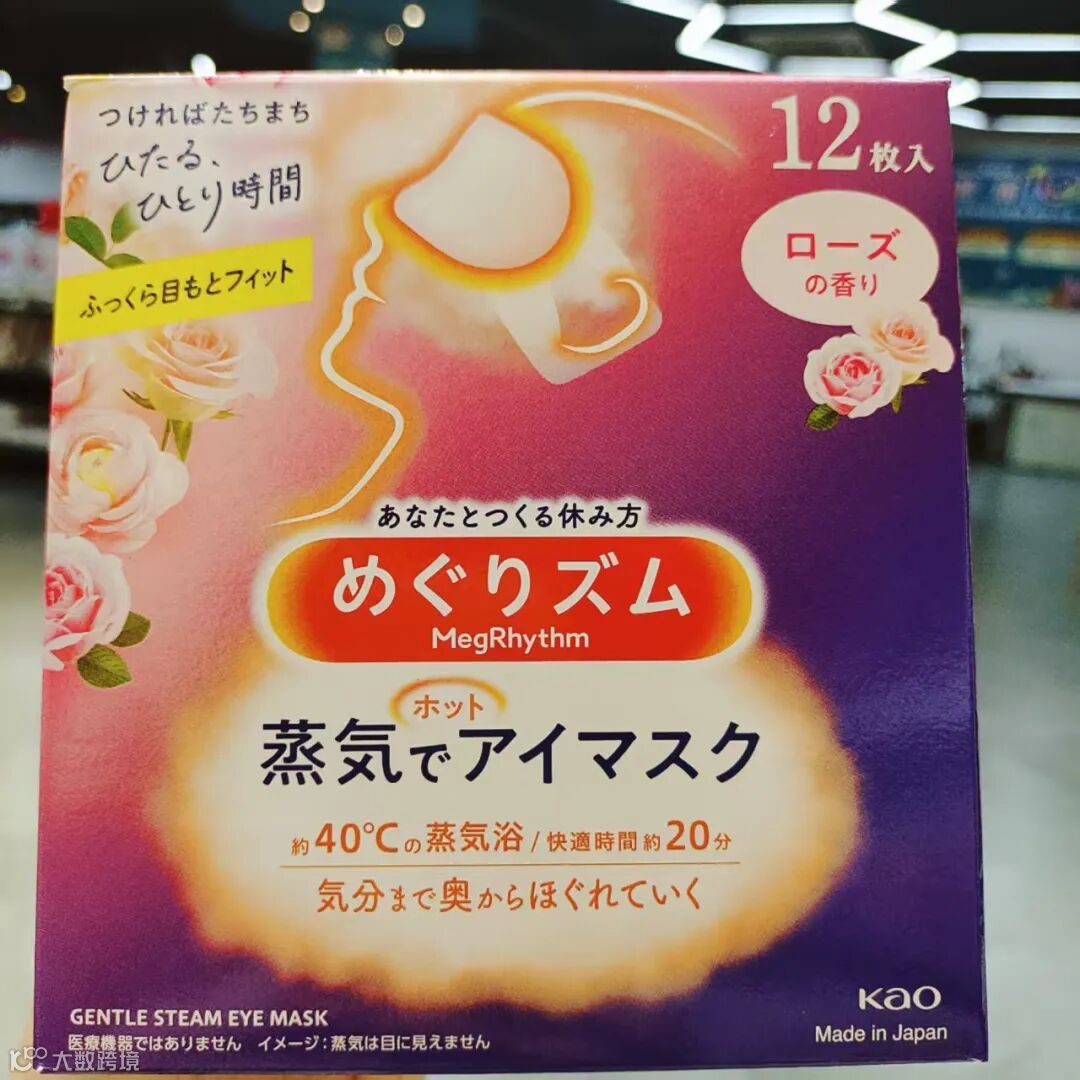 つければたちまち
ひたる、
ひとり時間
ふっくら目もとフィット
12枚入
ローズ
の香り
あなたとつくる休み方
めぐりズム
MegRhythm
ホット
蒸気でアイマスク
約40℃の蒸気浴/快適時間約20分
気分まで奥からほぐれていく
Kao
GENTLE STEAM EYE MASK
Made in Japan
医療機器ではありません イメージ:蒸気は目に見えません
大数跨境